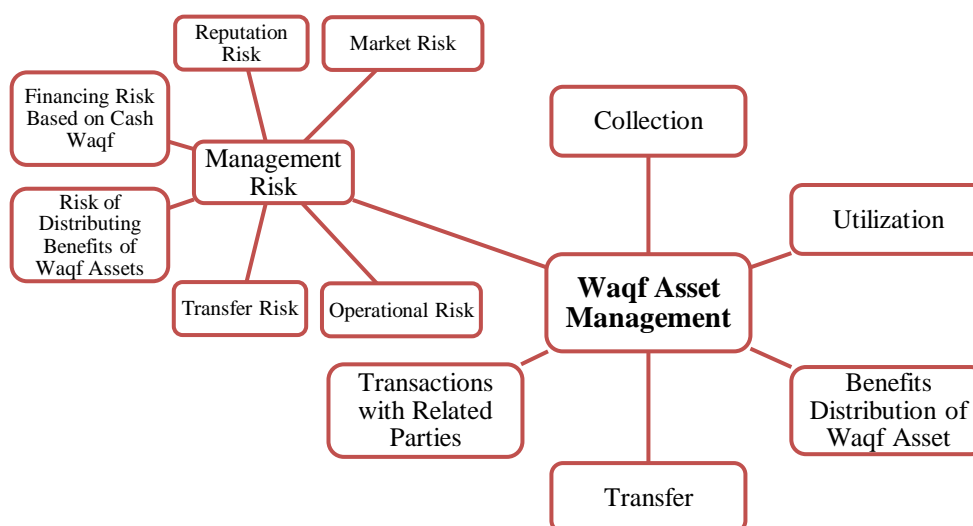 Reputation
Risk
Market Risk
Financing Risk
Based on Cash
Waqf
Management
Risk
Risk of
Distributing
Benefits of
Waqf Assets
Transfer Risk
Operational Risk
Collection
Utilization
Waqf Asset
Management
Transactions
with Related
Parties
Benefits
Distribution of
Waqf Asset
Transfer